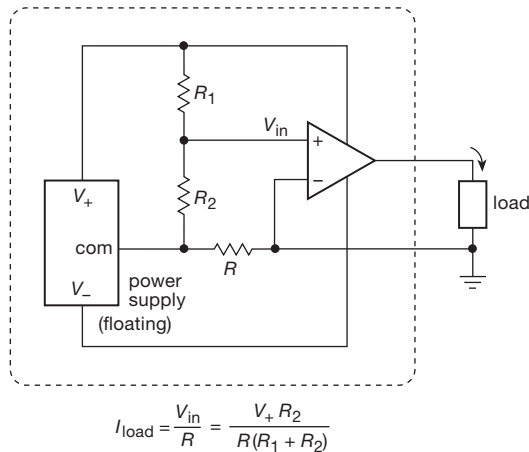 R1
Vin
+
−
R2
V+
com
V−
R
power
supply
(floating)
load
Iload = Vin / R = V+ R2 / R(R1 + R2)